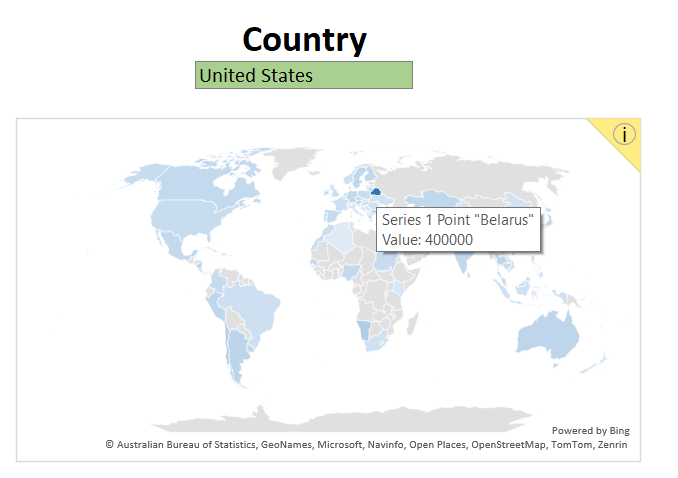 Country
United States
i
Series 1 Point "Belarus"
Value: 400000
Powered by Bing
© Australian Bureau of Statistics, GeoNames, Microsoft, Navinfo, Open Places, OpenStreetMap, TomTom, Zenrin